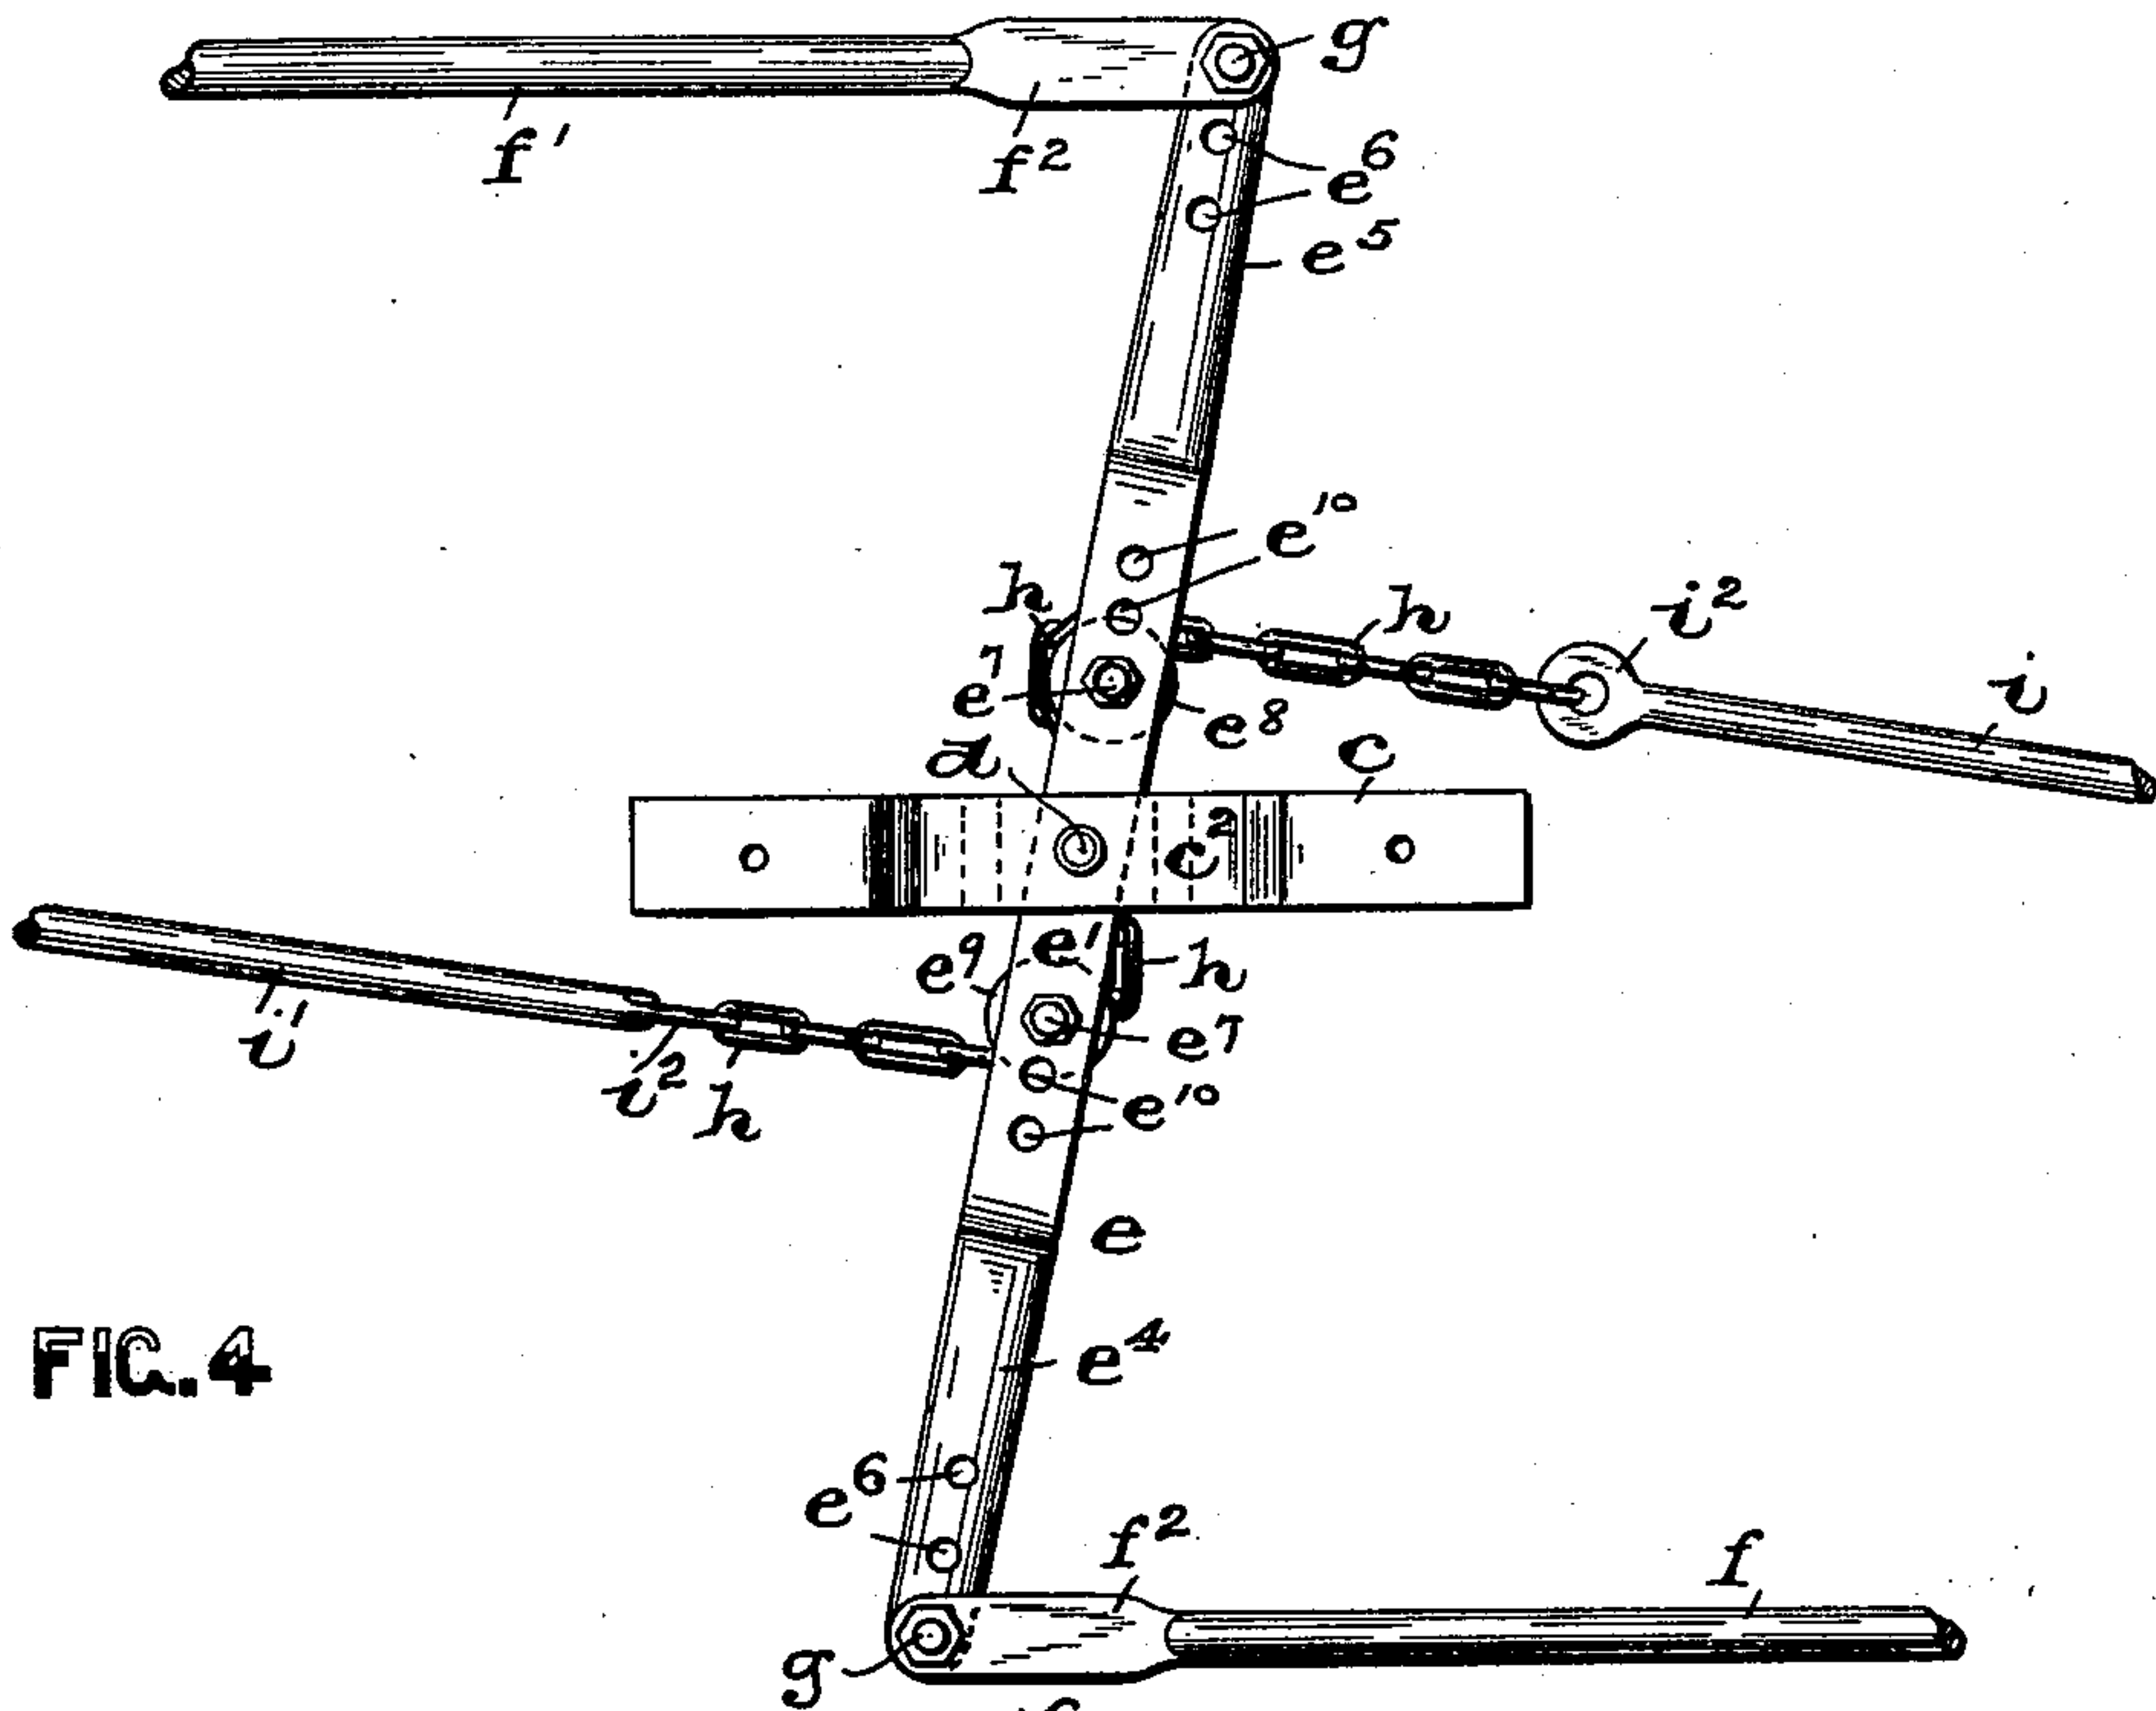 g
f'
f²
e⁶
e⁵
e¹⁰
h
h
i²
i
e⁷
e⁸
d
c
c²
e⁹
e'
h
i'
i²
h
e⁷
e¹⁰
e
e⁴
FIG.4
e⁶
f²
f
g